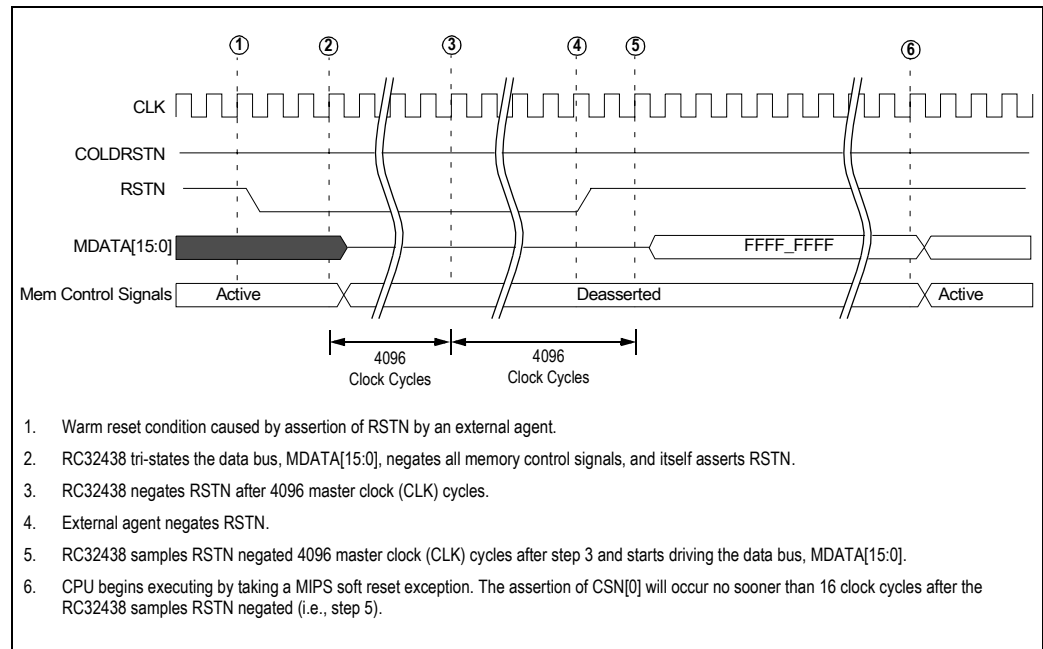 1 2 3 4 5 6
CLK
COLDRSTN
RSTN
MDATA[15:0] FFFF_FFFF
Mem Control Signals Active Deasserted Active
4096 4096
Clock Cycles Clock Cycles
1. Warm reset condition caused by assertion of RSTN by an external agent.
2. RC32438 tri-states the data bus, MDATA[15:0], negates all memory control signals, and itself asserts RSTN.
3. RC32438 negates RSTN after 4096 master clock (CLK) cycles.
4. External agent negates RSTN.
5. RC32438 samples RSTN negated 4096 master clock (CLK) cycles after step 3 and starts driving the data bus, MDATA[15:0].
6. CPU begins executing by taking a MIPS soft reset exception. The assertion of CSN[0] will occur no sooner than 16 clock cycles after the
RC32438 samples RSTN negated (i.e., step 5).